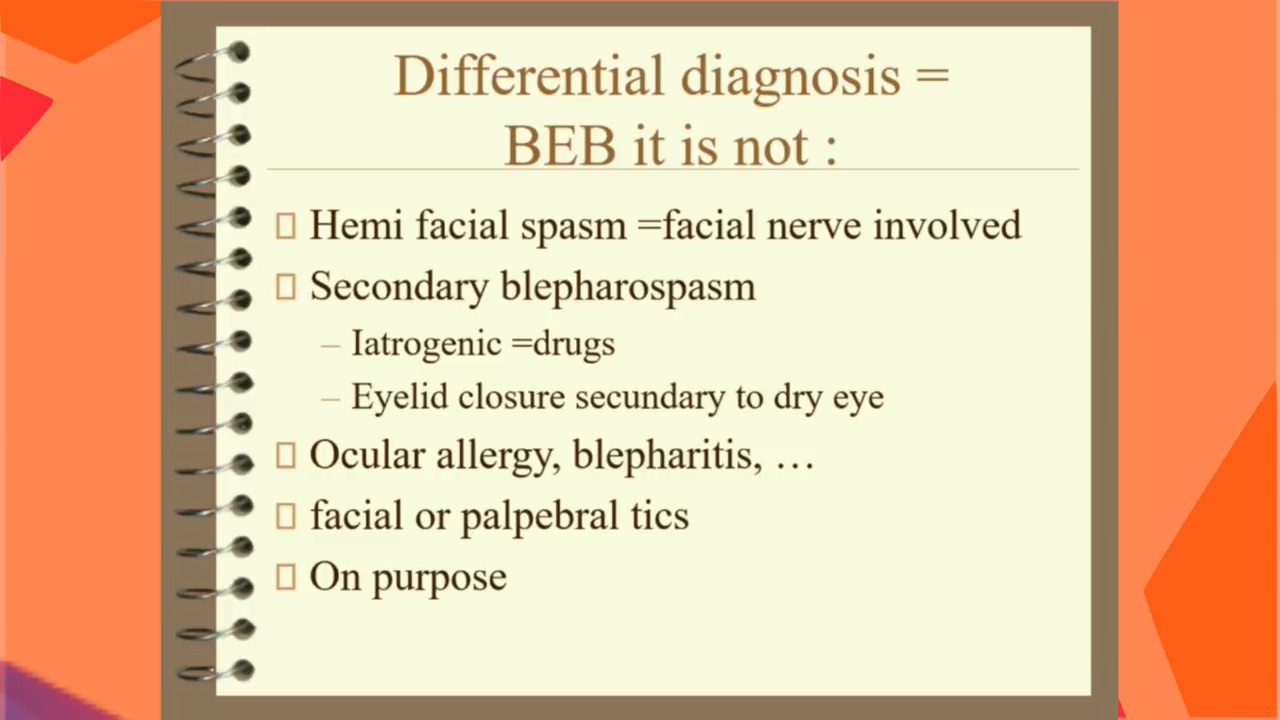 Differential diagnosis =
BEB it is not :
Hemi facial spasm =facial nerve involved
Secondary blepharospasm
– Iatrogenic =drugs
– Eyelid closure secundary to dry eye
Ocular allergy, blepharitis, …
facial or palpebral tics
On purpose